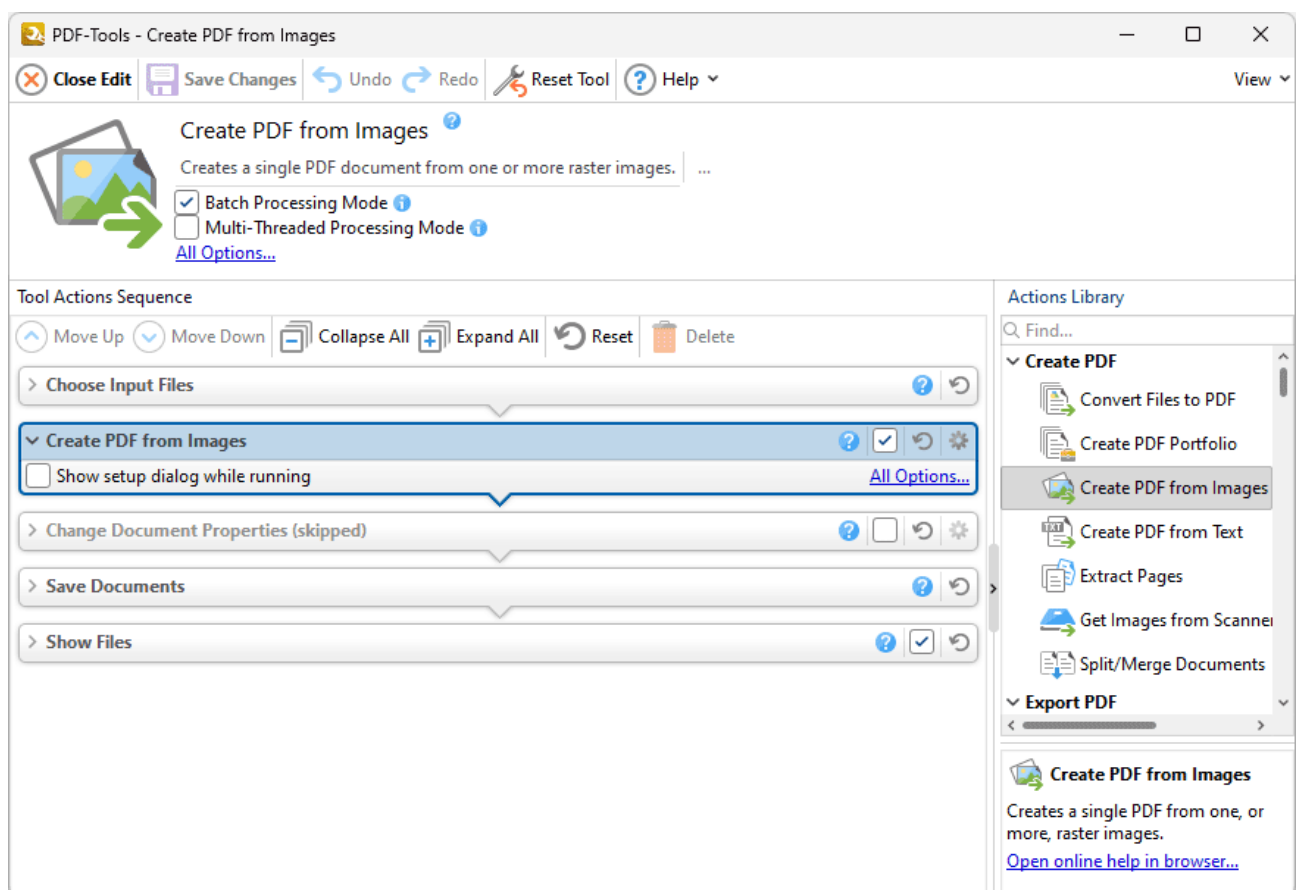 PDF-Tools - Create PDF from Images
Close Edit Save Changes Undo Redo Reset Tool Help View
Create PDF from Images
Creates a single PDF document from one or more raster images. ...
Batch Processing Mode
Multi-Threaded Processing Mode
All Options...
Tool Actions Sequence
Move Up Move Down Collapse All Expand All Reset Delete
Choose Input Files
Create PDF from Images
Show setup dialog while running All Options...
Change Document Properties (skipped)
Save Documents
Show Files
Actions Library
Find...
Create PDF
Convert Files to PDF
Create PDF Portfolio
Create PDF from Images
TXT Create PDF from Text
Extract Pages
Get Images from Scanne
Split/Merge Documents
Export PDF
Create PDF from Images
Creates a single PDF from one, or
more, raster images.
Open online help in browser...